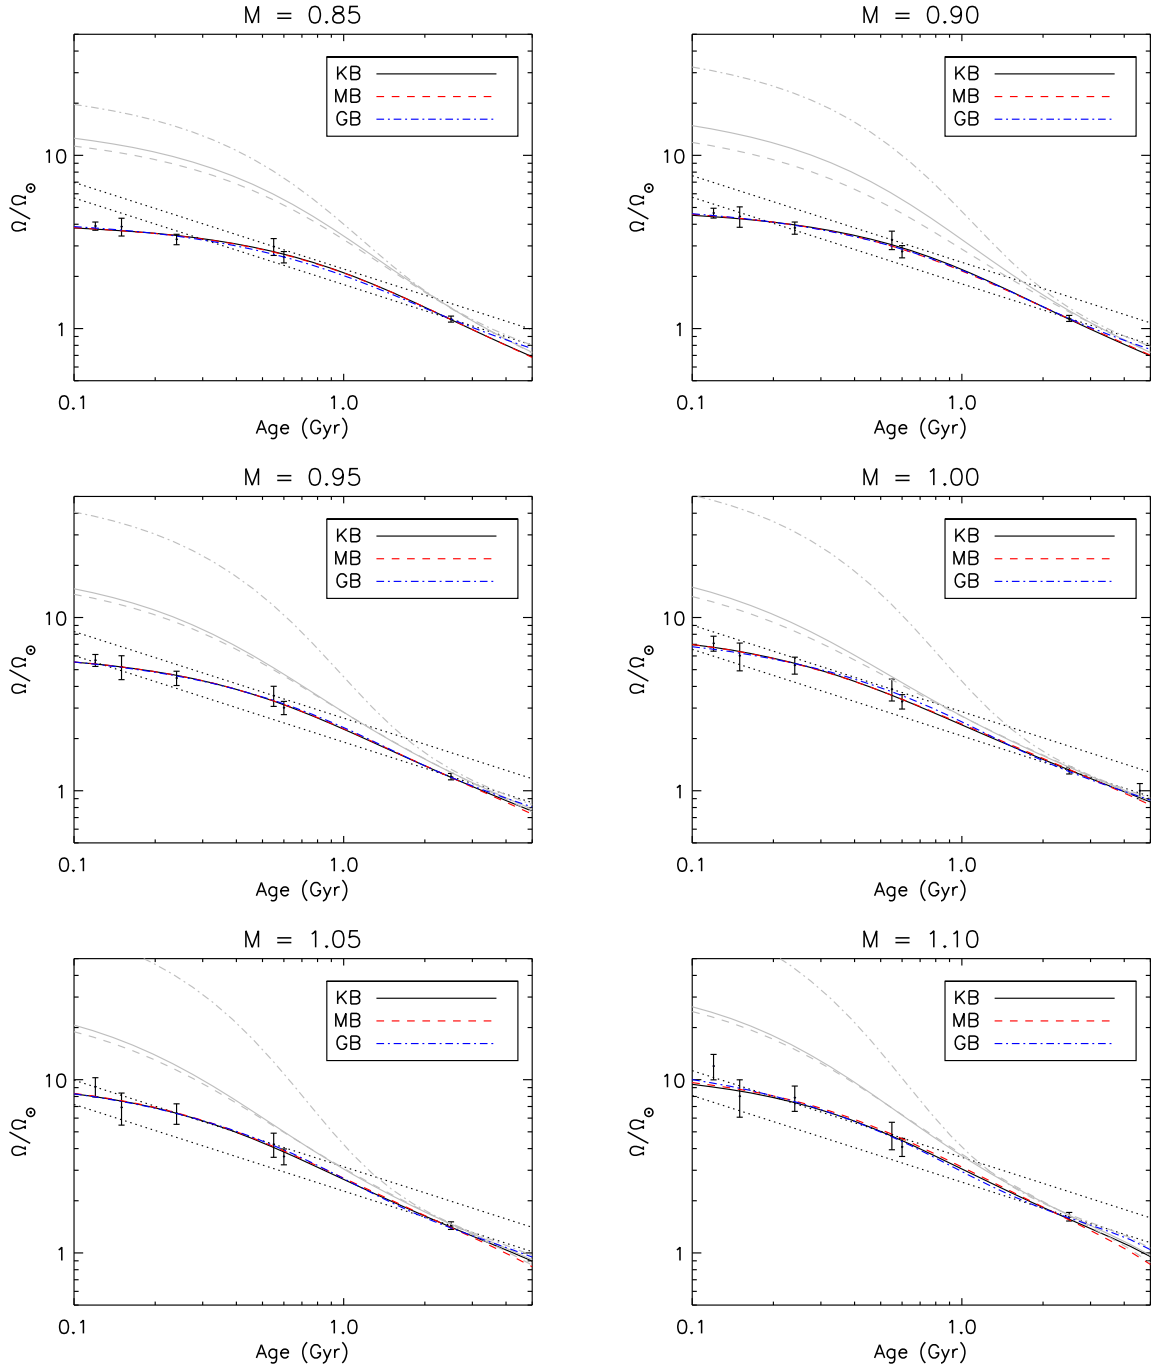 M = 0.85
M = 0.90
KB
MB
GB
KB
MB
GB
10
1
Ω/Ω⊙
10
1
Ω/Ω⊙
0.1
1.0
0.1
1.0
Age (Gyr)
Age (Gyr)
M = 0.95
M = 1.00
KB
MB
GB
KB
MB
GB
10
1
Ω/Ω⊙
10
1
Ω/Ω⊙
0.1
1.0
0.1
1.0
Age (Gyr)
Age (Gyr)
M = 1.05
M = 1.10
KB
MB
GB
KB
MB
GB
10
1
Ω/Ω⊙
10
1
Ω/Ω⊙
0.1
1.0
0.1
1.0
Age (Gyr)
Age (Gyr)